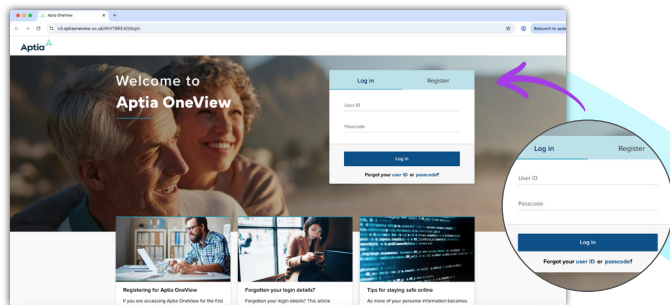 Aptia OneView
v3.aptiaoneview.co.uk/WHITBREAD/login
Relaunch to upda
Aptia
Welcome to
Aptia OneView
Log in
Register
User ID
Passcode
Log in
Forgot your user ID or passcode?
Log in
Register
User ID
Passcode
Log in
Forgot your user ID or passcode?
Registering for Aptia OneView
If you are accessing Aptia OneView for the first
Forgotten your login details?
Forgotten your login details? This article
Tips for staying safe online
As more of your personal information becomes